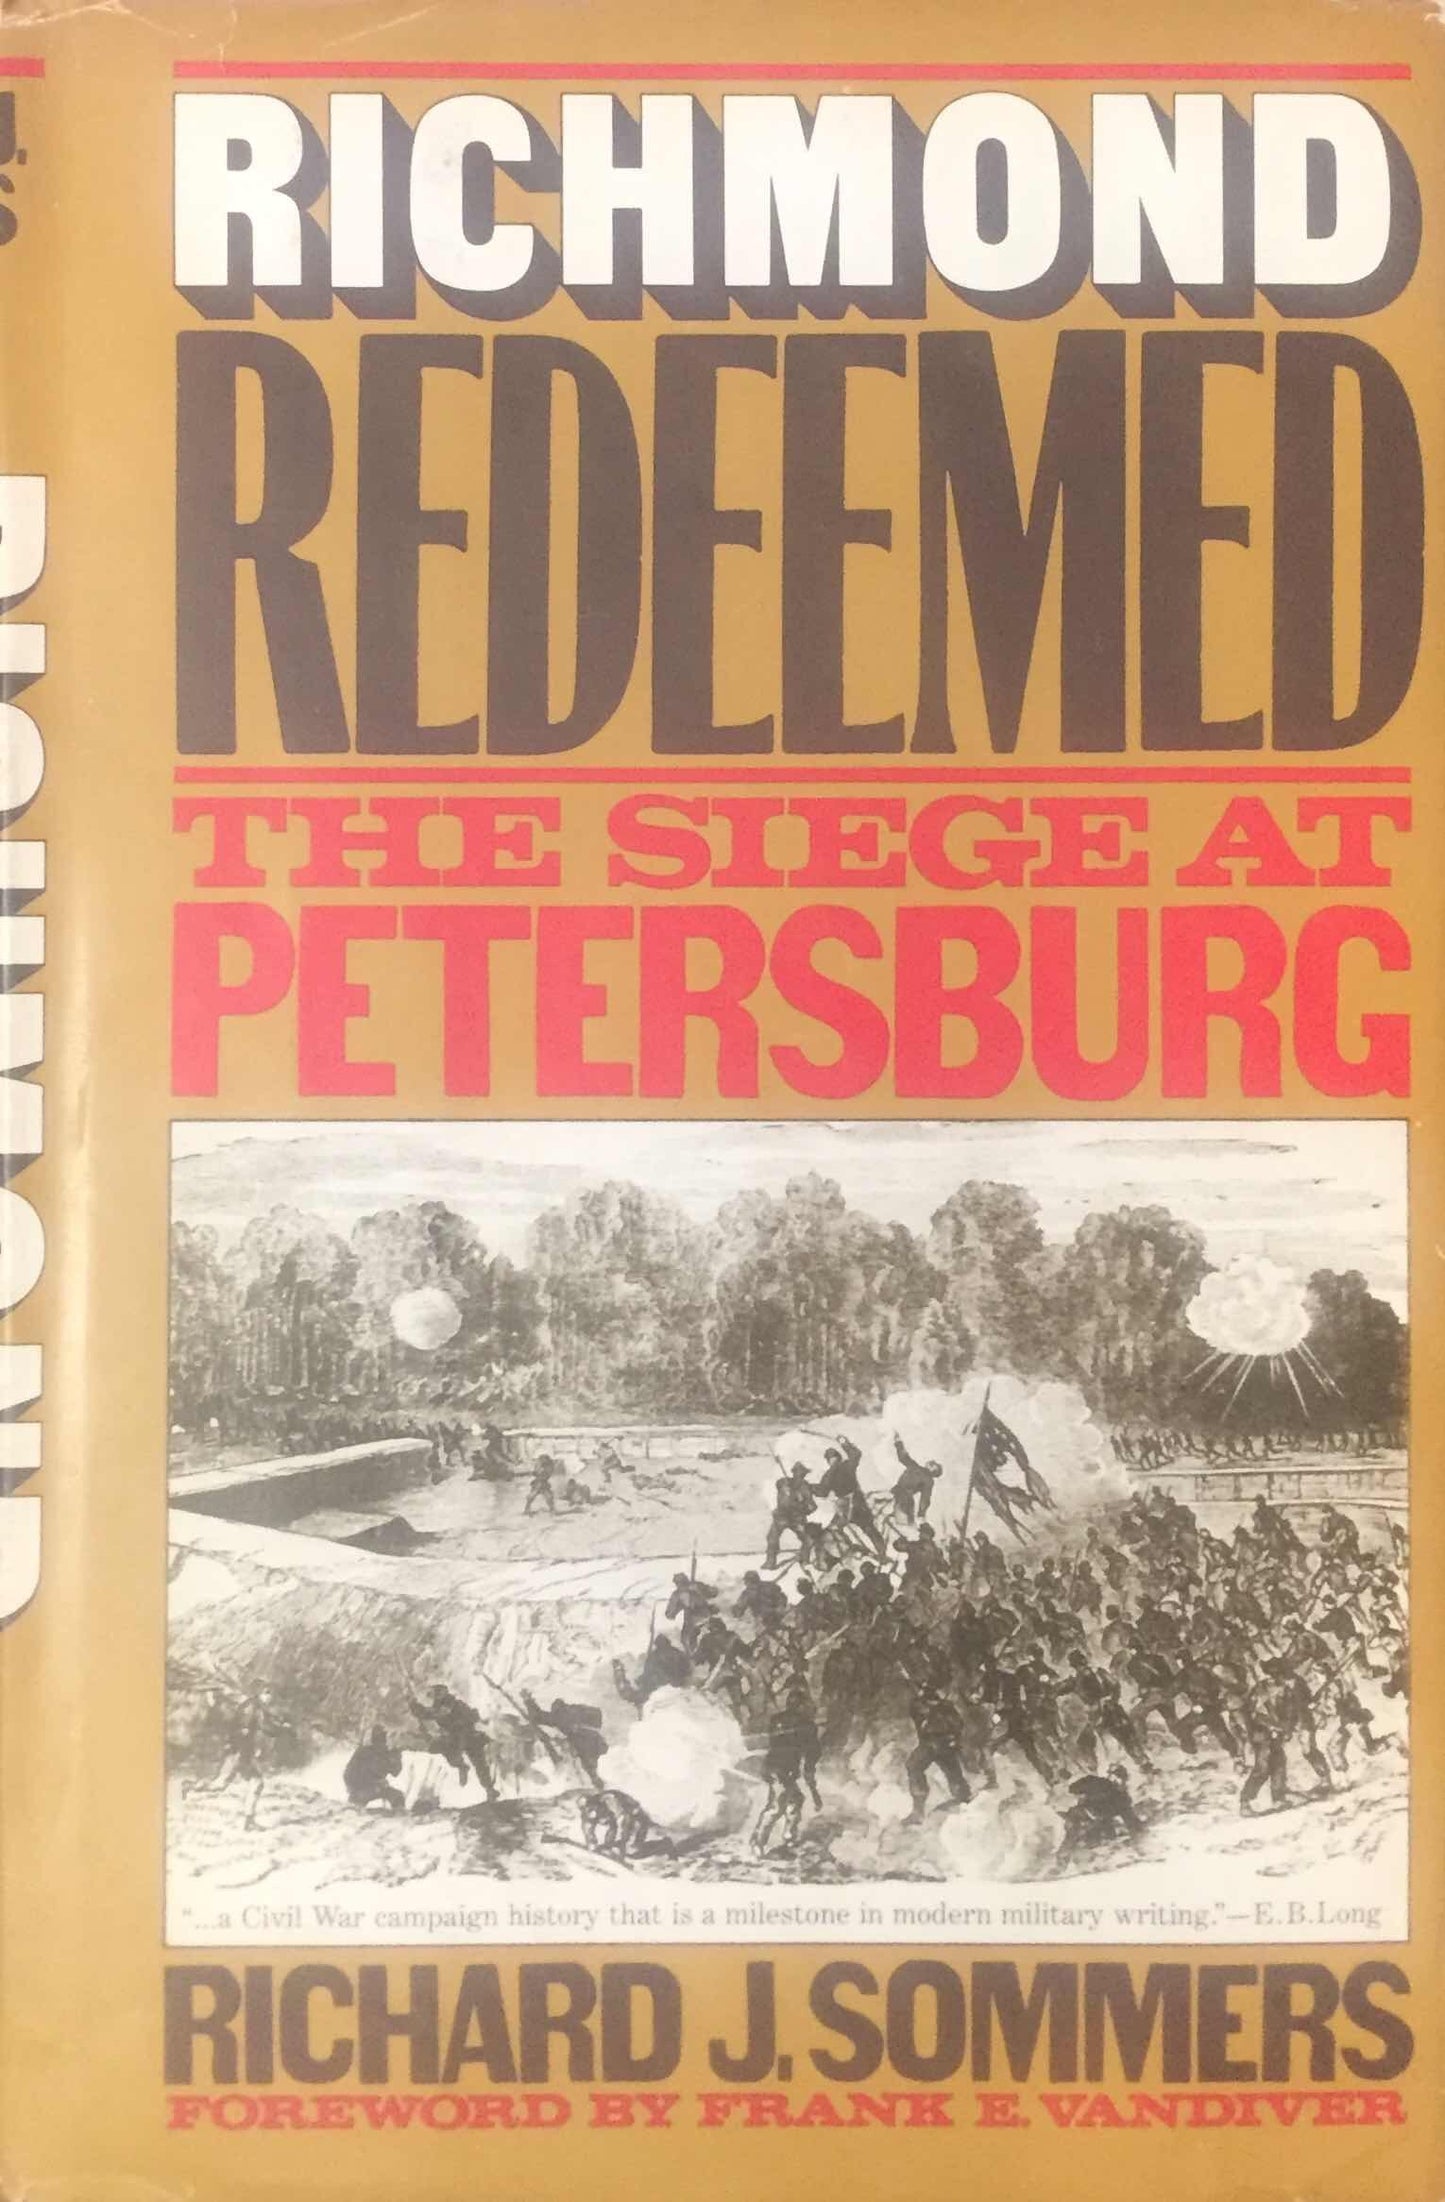 RICHMOND
REDEEMED
THE SIEGE AT
PETERSBURG
"...a Civil War campaign history that is a milestone in modern military writing."—E.B.Long
RICHARD J. SOMMERS
FOREWORD BY FRANK E. VANDIVER
RICHMOND